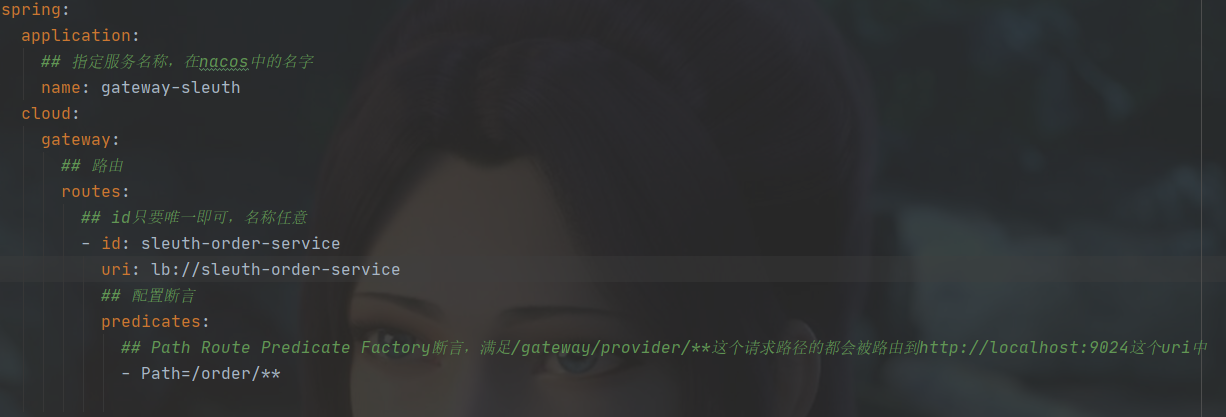 spring:
  application:
    ## 指定服务名称，在nacos中的名字
    name: gateway-sleuth
  cloud:
    gateway:
      ## 路由
      routes:
        ## id只要唯一即可，名称任意
        - id: sleuth-order-service
          uri: lb://sleuth-order-service
          ## 配置断言
          predicates:
            ## Path Route Predicate Factory断言，满足/gateway/provider/**这个请求路径的都会被路由到http://localhost:9024这个uri中
            - Path=/order/**